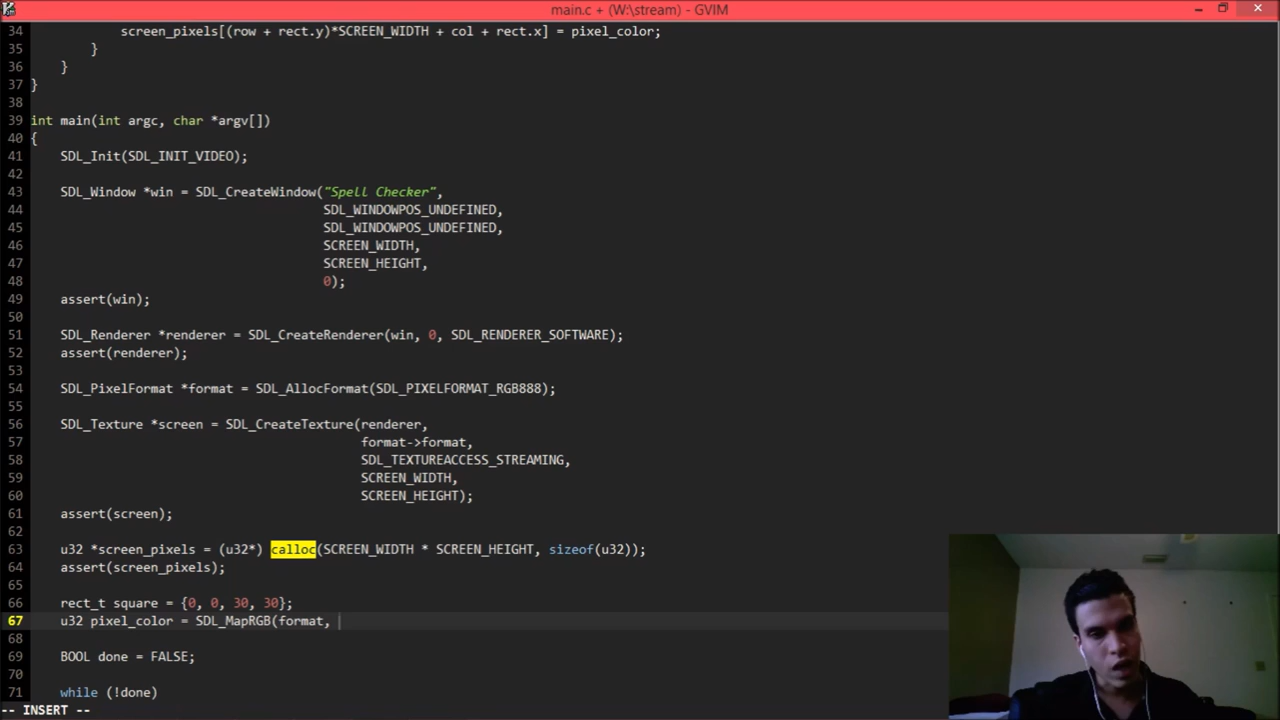 main.c + (W:\stream) - GVIM
34 screen_pixels[(row + rect.y)*SCREEN_WIDTH + col + rect.x] = pixel_color;
35 }
36 }
37 }
38
39 int main(int argc, char *argv[])
40 {
41 SDL_Init(SDL_INIT_VIDEO);
42
43 SDL_Window *win = SDL_CreateWindow("Spell Checker",
44 SDL_WINDOWPOS_UNDEFINED,
45 SDL_WINDOWPOS_UNDEFINED,
46 SCREEN_WIDTH,
47 SCREEN_HEIGHT,
48 0);
49 assert(win);
50
51 SDL_Renderer *renderer = SDL_CreateRenderer(win, 0, SDL_RENDERER_SOFTWARE);
52 assert(renderer);
53
54 SDL_PixelFormat *format = SDL_AllocFormat(SDL_PIXELFORMAT_RGB888);
55
56 SDL_Texture *screen = SDL_CreateTexture(renderer,
57 format->format,
58 SDL_TEXTUREACCESS_STREAMING,
59 SCREEN_WIDTH,
60 SCREEN_HEIGHT);
61 assert(screen);
62
63 u32 *screen_pixels = (u32*) calloc(SCREEN_WIDTH * SCREEN_HEIGHT, sizeof(u32));
64 assert(screen_pixels);
65
66 rect_t square = {0, 0, 30, 30};
67 u32 pixel_color = SDL_MapRGB(format,
68
69 BOOL done = FALSE;
70
71 while (!done)
-- INSERT --